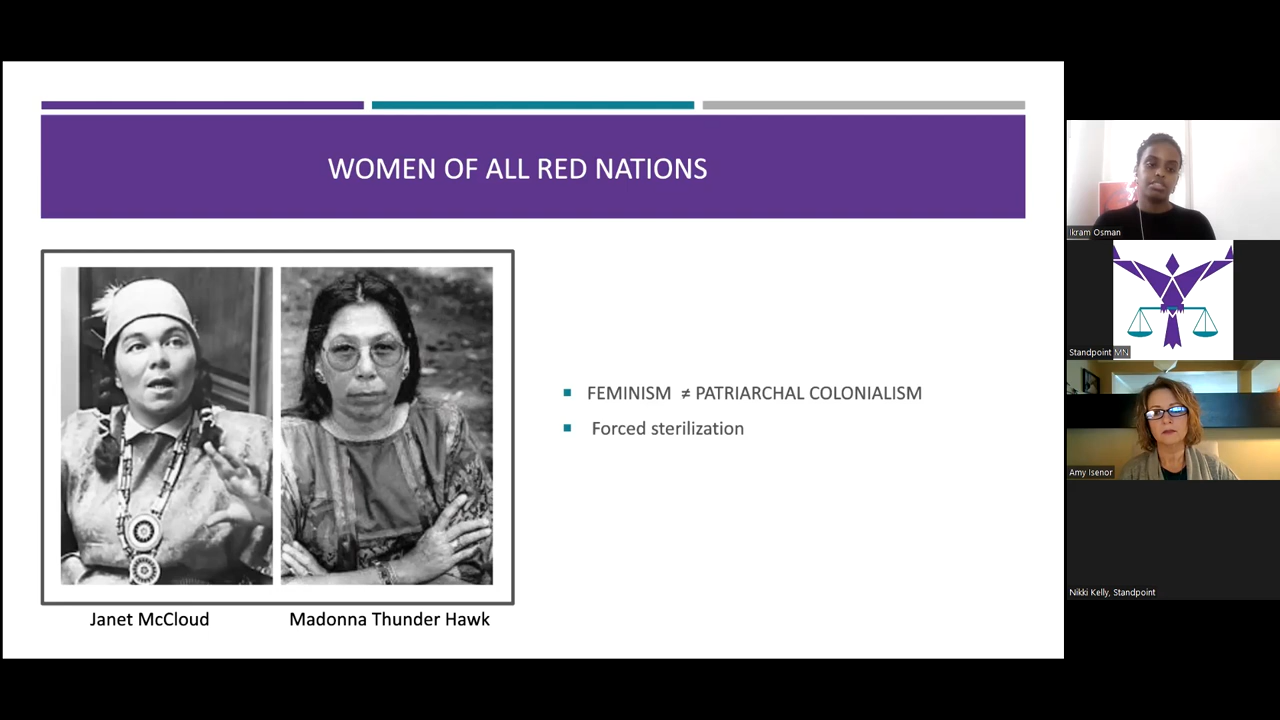 WOMEN OF ALL RED NATIONS
FEMINISM ≠ PATRIARCHAL COLONIALISM
Forced sterilization
Janet McCloud
Madonna Thunder Hawk
Ikram Osman
Standpoint MN
Amy Isenor
Nikki Kelly, Standpoint